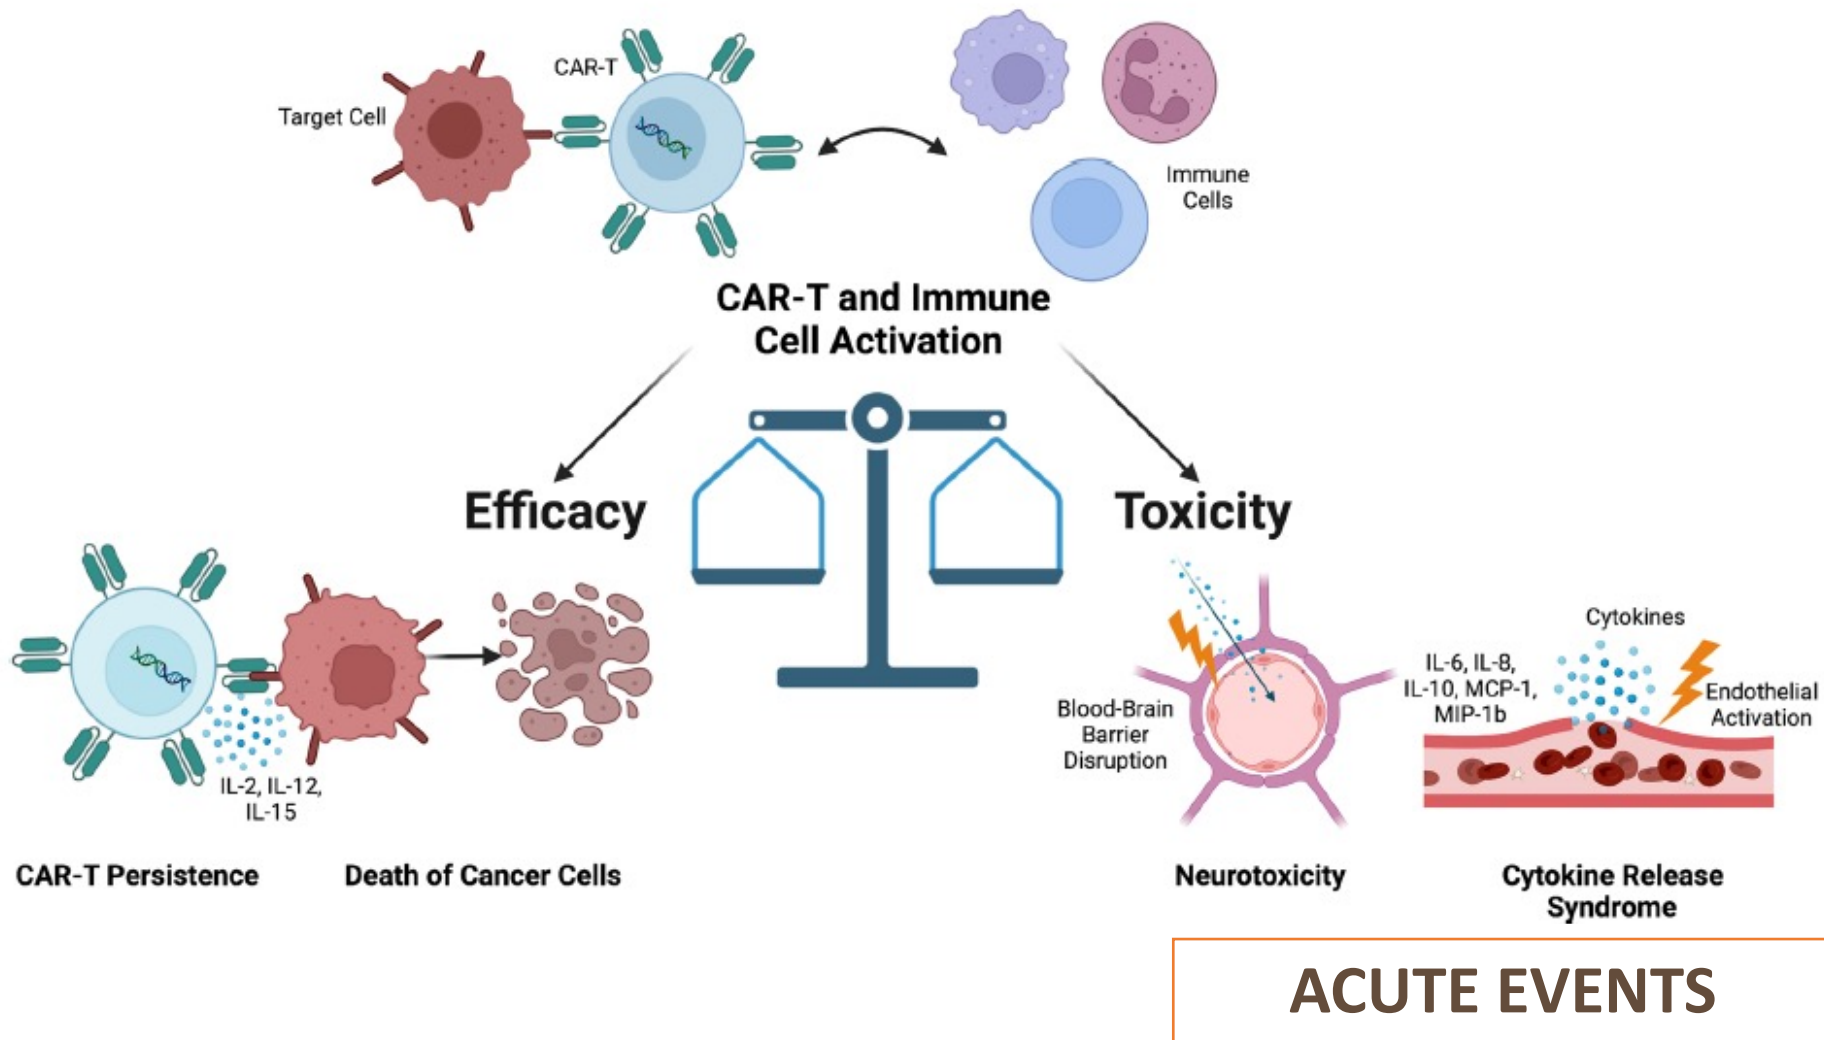 CAR-T
Target Cell
Immune
Cells
CAR-T and Immune
Cell Activation
Efficacy
Toxicity
IL-2, IL-12,
IL-15
CAR-T Persistence
Death of Cancer Cells
Blood-Brain
Barrier
Disruption
Neurotoxicity
Cytokines
IL-6, IL-8,
IL-10, MCP-1,
MIP-1b
Endothelial
Activation
Cytokine Release
Syndrome
ACUTE EVENTS